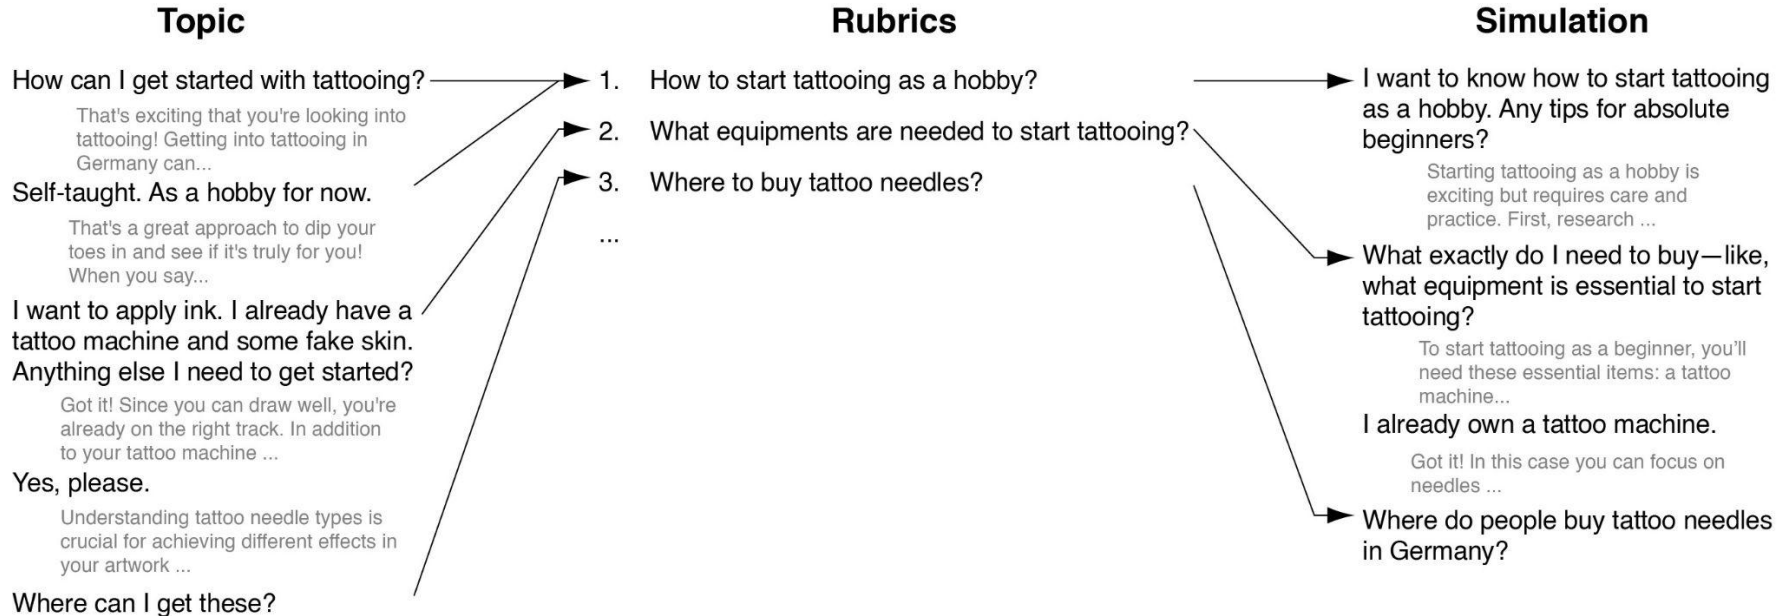 Topic
How can I get started with tattooing?
That's exciting that you're looking into
tattooing! Getting into tattooing in
Germany can...
Self-taught. As a hobby for now.
That's a great approach to dip your
toes in and see if it's truly for you!
When you say...
I want to apply ink. I already have a
tattoo machine and some fake skin.
Anything else I need to get started?
Got it! Since you can draw well, you're
already on the right track. In addition
to your tattoo machine ...
Yes, please.
Understanding tattoo needle types is
crucial for achieving different effects in
your artwork ...
Where can I get these?
Rubrics
1. How to start tattooing as a hobby?
2. What equipments are needed to start tattooing?
3. Where to buy tattoo needles?
...
Simulation
I want to know how to start tattooing
as a hobby. Any tips for absolute
beginners?
Starting tattooing as a hobby is
exciting but requires care and
practice. First, research ...
What exactly do I need to buy—like,
what equipment is essential to start
tattooing?
To start tattooing as a beginner, you’ll
need these essential items: a tattoo
machine...
I already own a tattoo machine.
Got it! In this case you can focus on
needles ...
Where do people buy tattoo needles
in Germany?